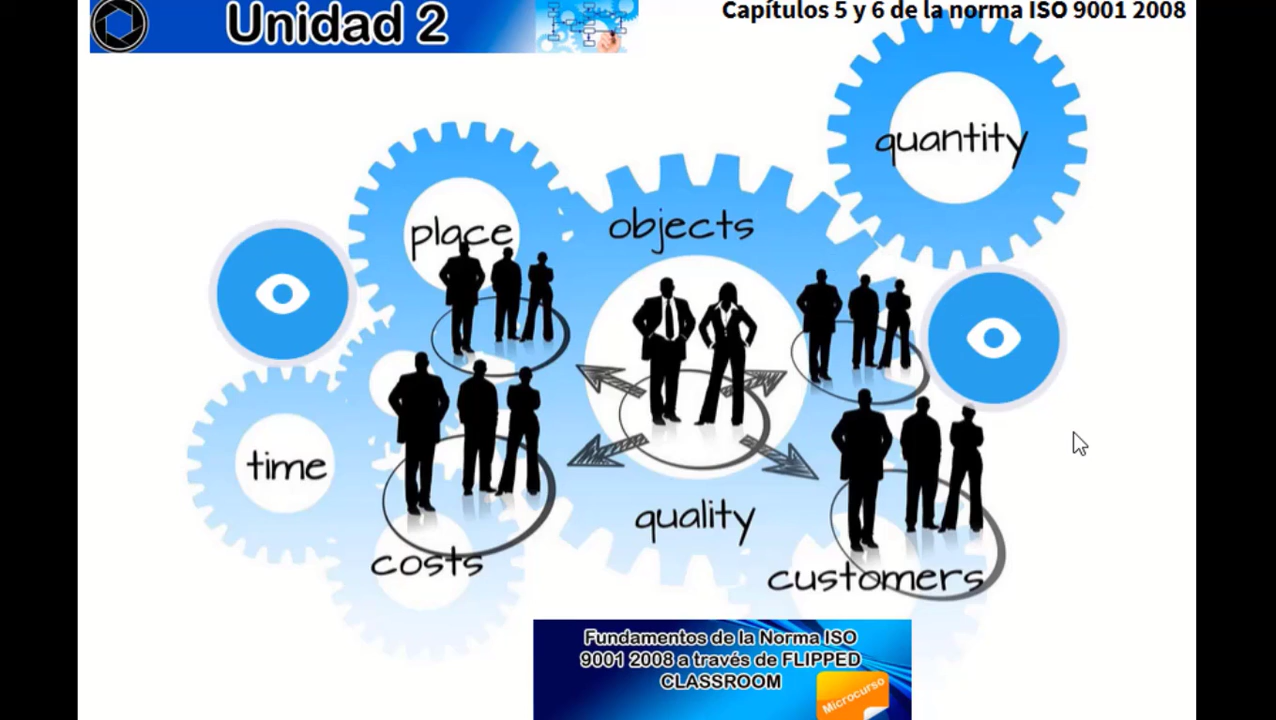 Unidad 2
Capítulos 5 y 6 de la norma ISO 9001 2008
quantity
place
objects
time
quality
costs
customers
Fundamentos de la Norma ISO
9001 2008 a través de FLIPPED
CLASSROOM
Microcurso